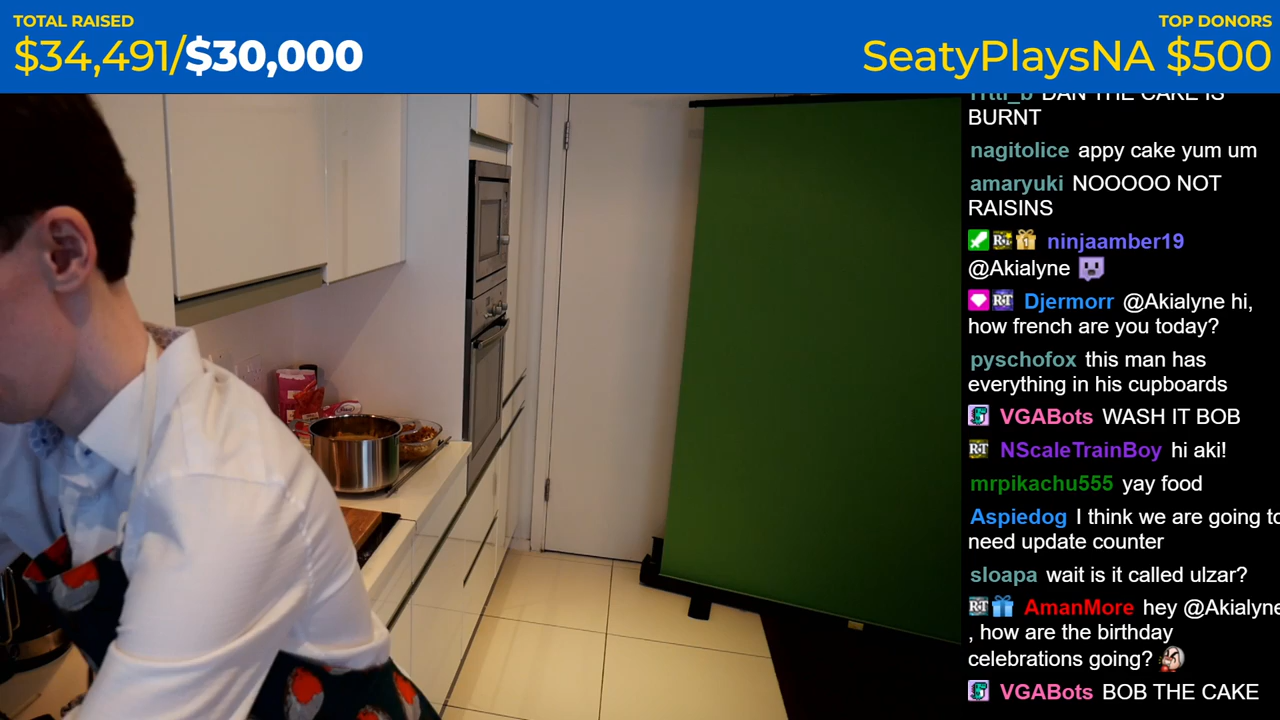 TOTAL RAISED
$34,491/$30,000
TOP DONORS
SeatyPlaysNA $500
DAN THE CAKE IS
BURNT
nagitolice appy cake yum um
amaryuki NOOOOO NOT
RAISINS
ninjaamber19
@Akialyne
Djermorr @Akialyne hi,
how french are you today?
pyschofox this man has
everything in his cupboards
VGABots WASH IT BOB
NScaleTrainBoy hi aki!
mrpikachu555 yay food
Aspiedog I think we are going to
need update counter
sloapa wait is it called ulzar?
AmanMore hey @Akialyne
, how are the birthday
celebrations going?
VGABots BOB THE CAKE